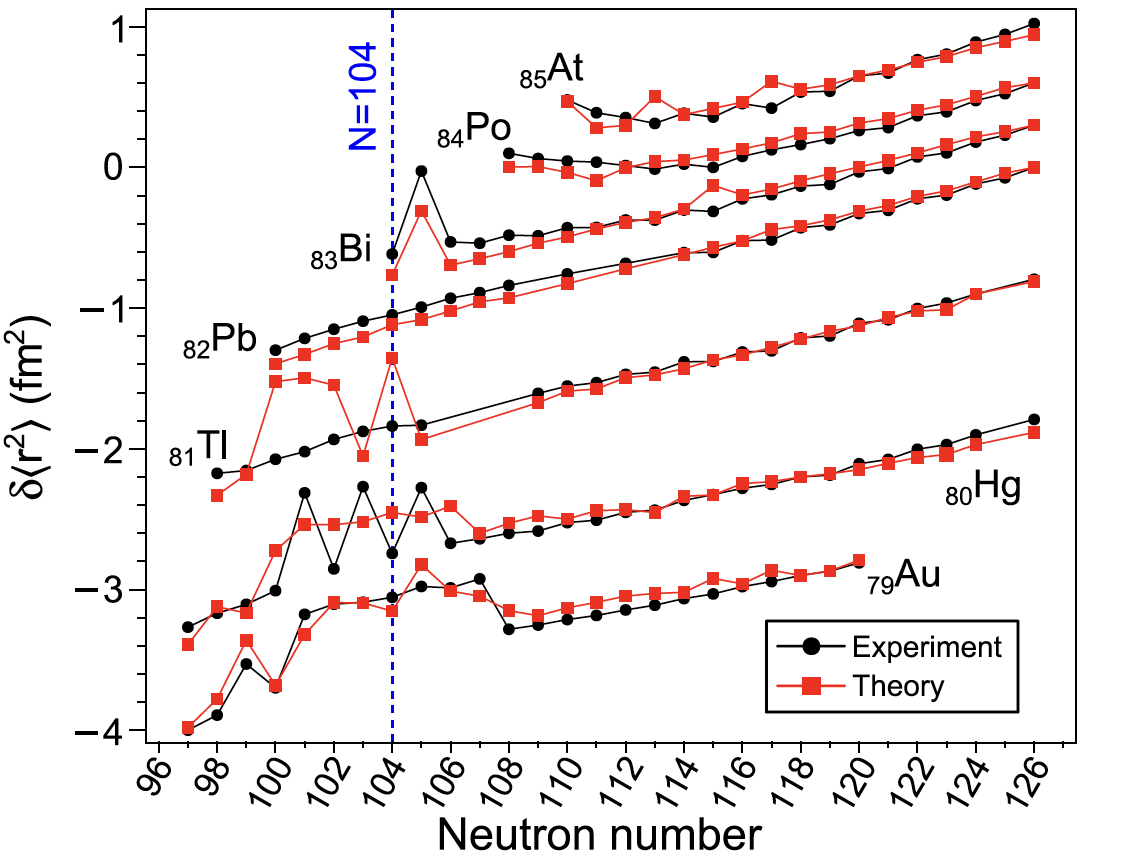 1
0
−1
−2
−3
−4
δ⟨r²⟩ (fm²)
N=104
₈₅At
₈₄Po
₈₃Bi
₈₂Pb
₈₁Tl
₈₀Hg
₇₉Au
Experiment
Theory
96
98
100
102
104
106
108
110
112
114
116
118
120
122
124
126
Neutron number